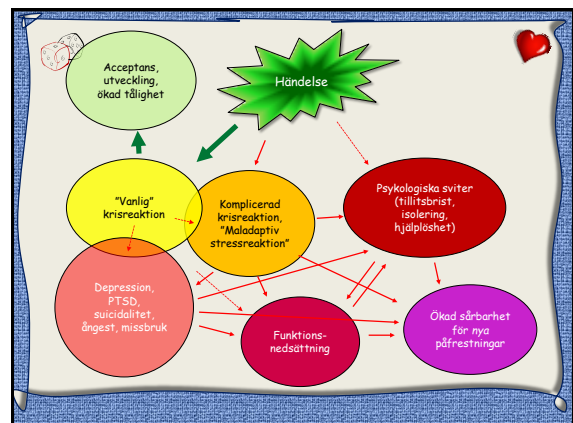 Acceptans,
utveckling,
ökad tålighet
Händelse
"Vanlig"
krisreaktion
Komplicerad
krisreaktion,
"Maladaptiv
stressreaktion"
Psykologiska sviter
(tillitsbrist,
isolering,
hjälplöshet)
Depression,
PTSD,
suicidalitet,
ångest, missbruk
Funktions-
nedsättning
Ökad sårbarhet
för nya
påfrestningar